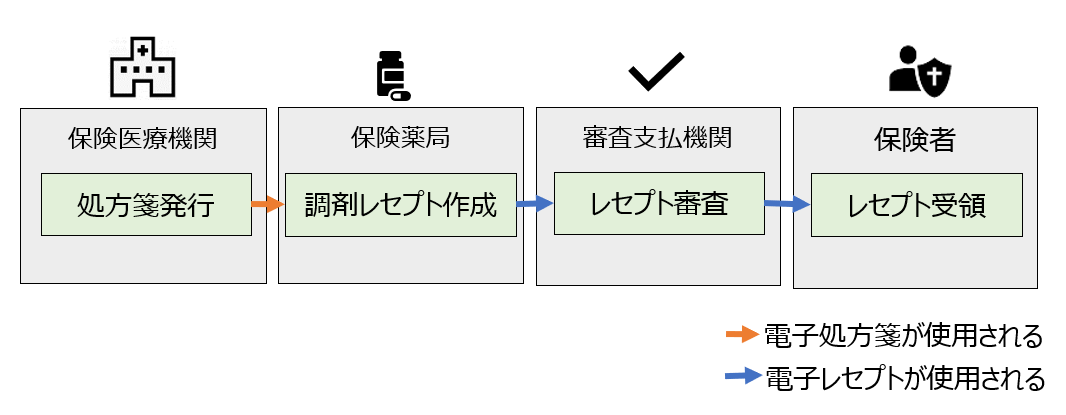 保険医療機関
処方箋発行
保険薬局
調剤レセプト作成
審査支払機関
レセプト審査
保険者
レセプト受領
電子処方箋が使用される
電子レセプトが使用される